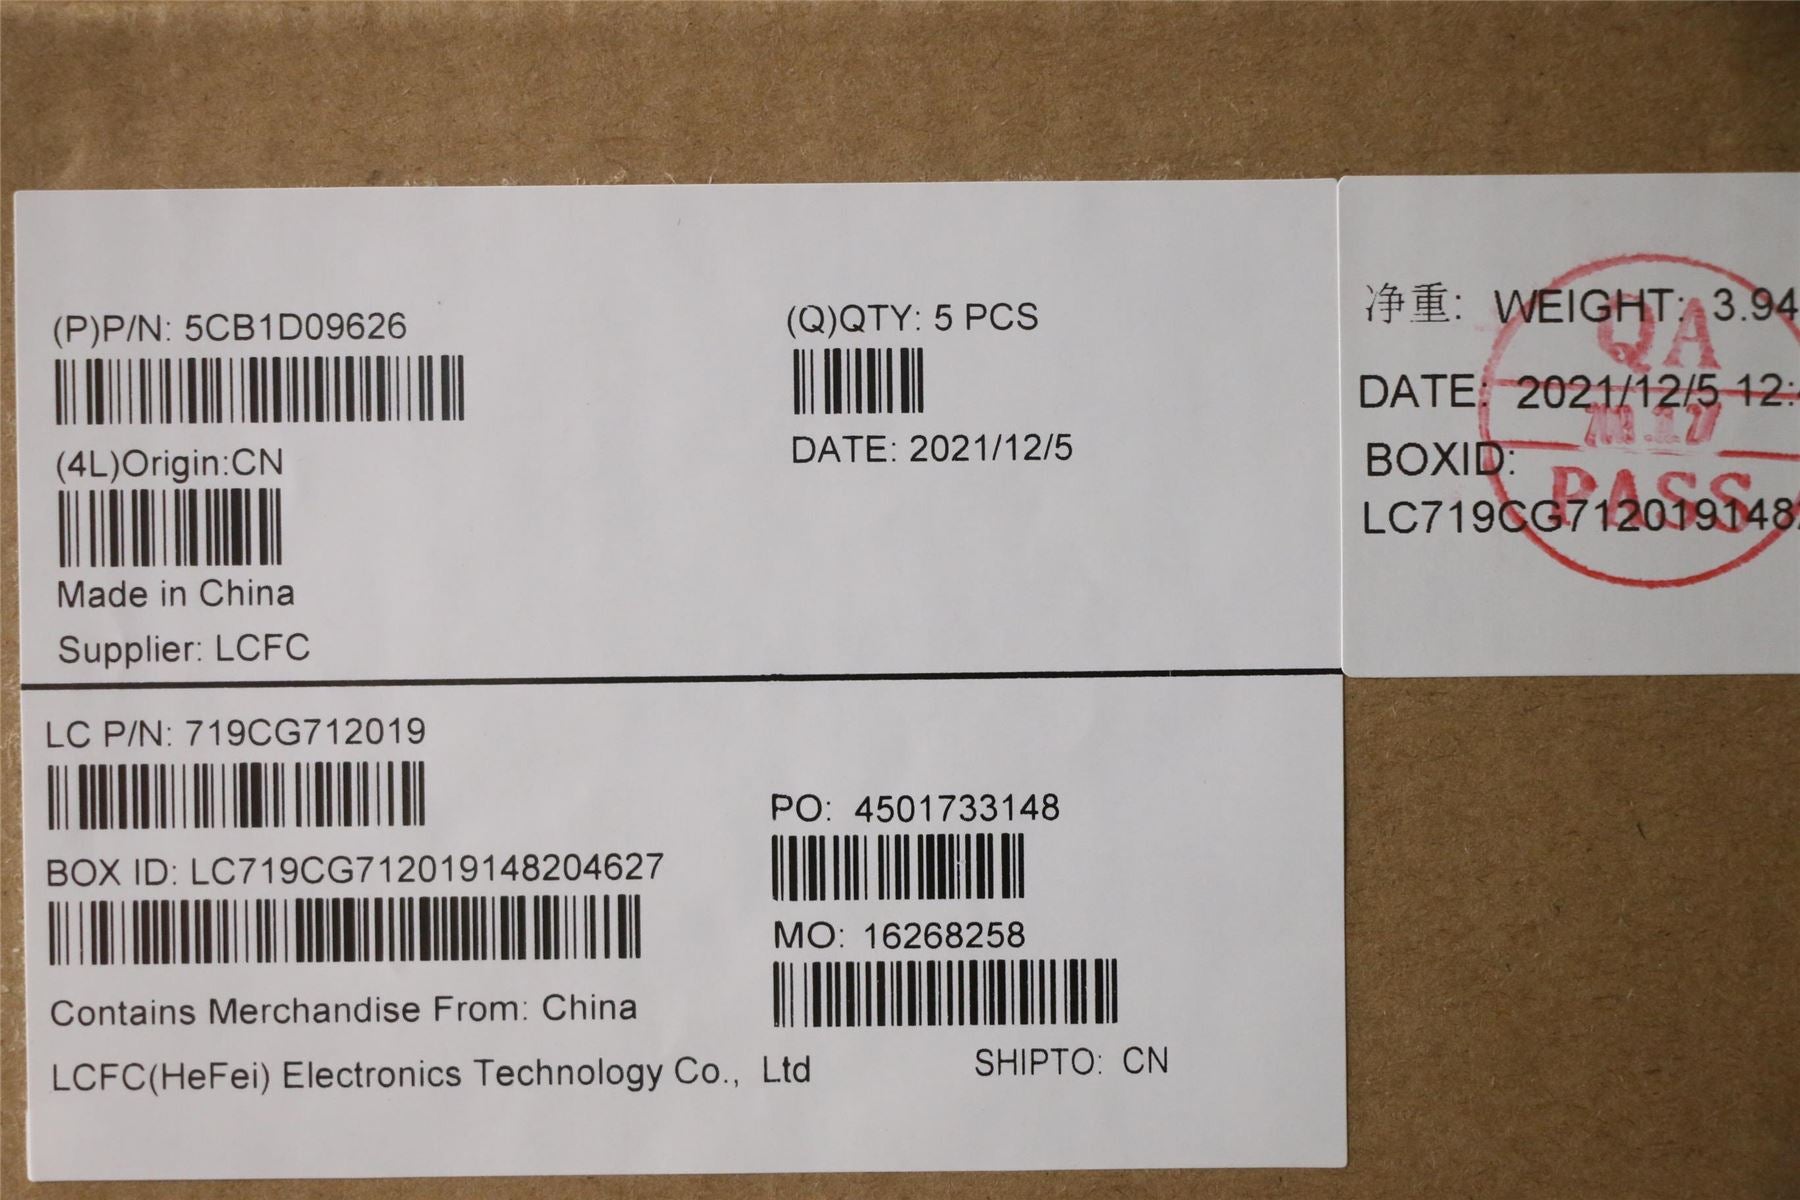 (P)P/N: 5CB1D09626
(Q)QTY: 5 PCS
(4L)Origin:CN
DATE: 2021/12/5
Made in China
Supplier: LCFC
LC P/N: 719CG712019
PO: 4501733148
BOX ID: LC719CG712019148204627
MO: 16268258
Contains Merchandise From: China
LCFC(HeFei) Electronics Technology Co., Ltd
SHIPTO: CN
净重: WEIGHT: 3.94
DATE: 2021/12/5 12:
BOXID:
LC719CG712019148
QA
PASS